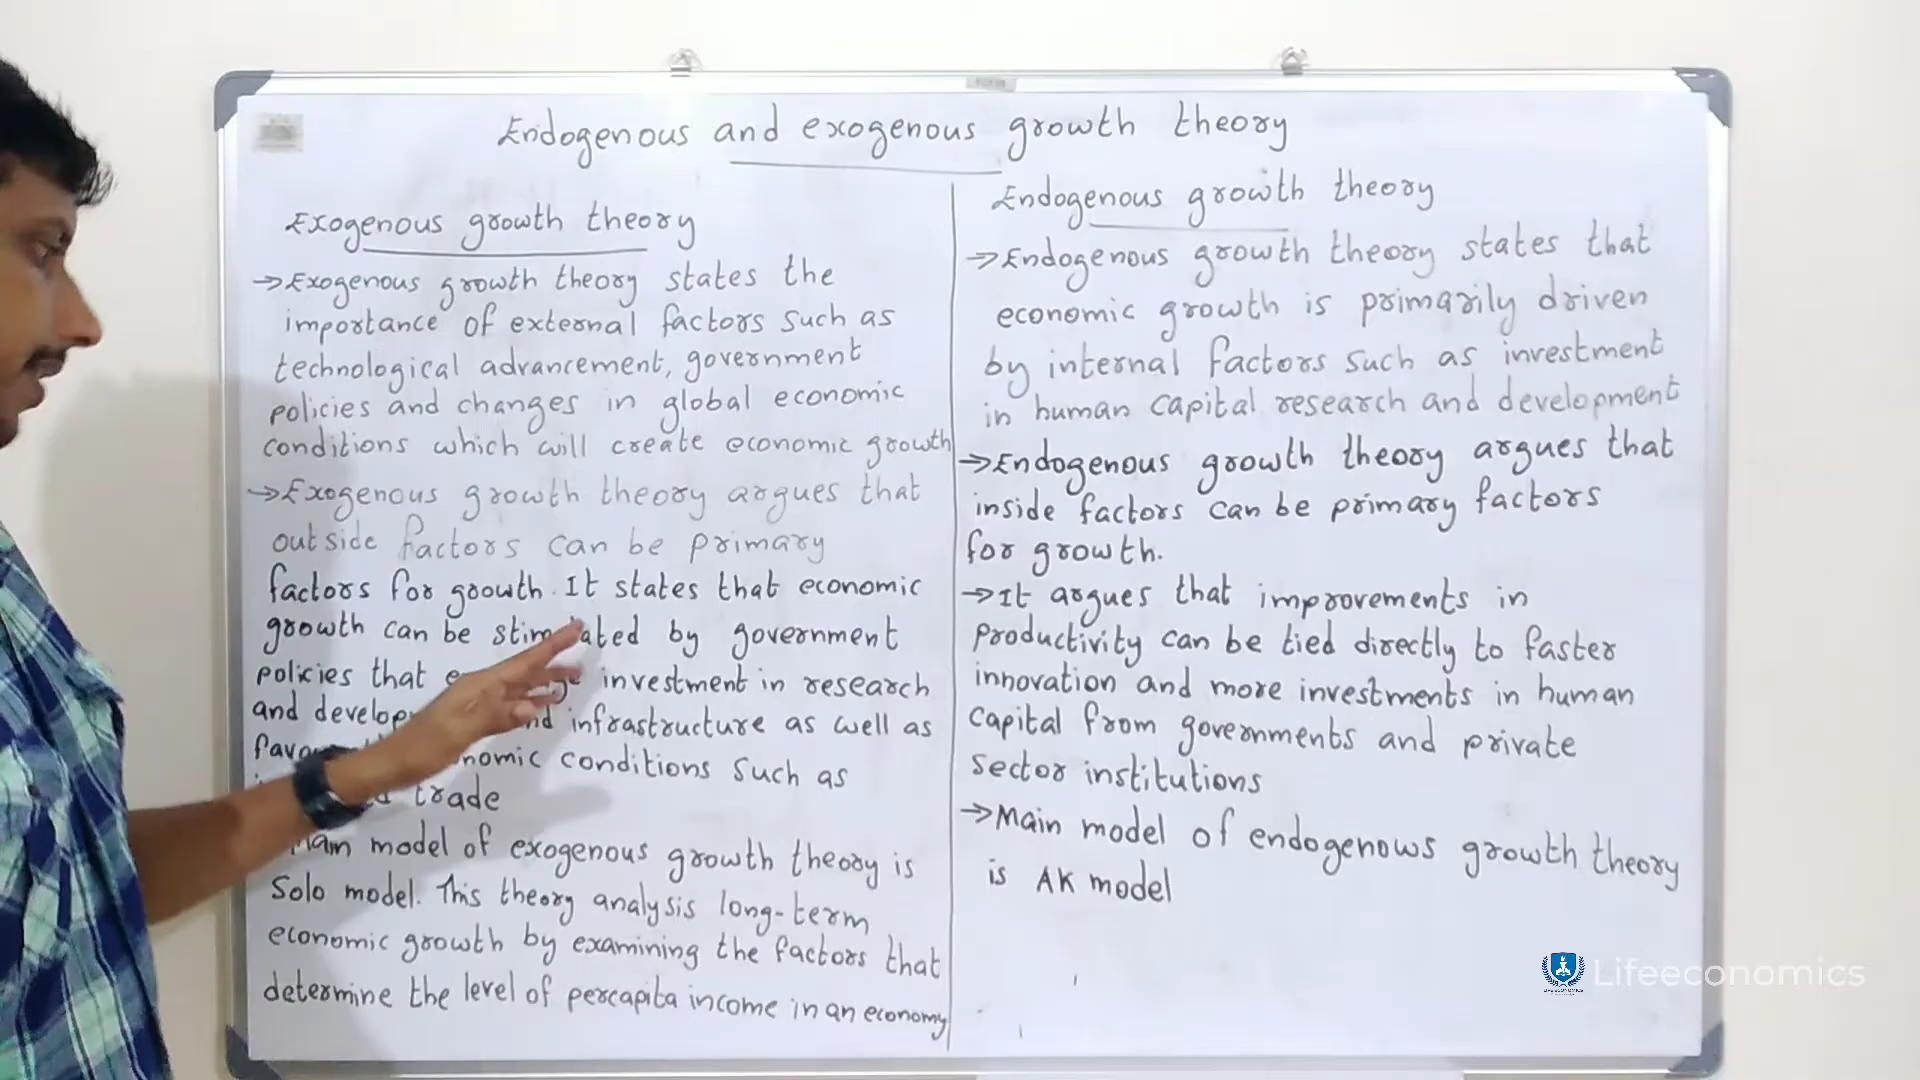 Endogenous and exogenous growth theory
Exogenous growth theory
→Exogenous growth theory states the
importance of external factors such as
technological advancement, government
policies and changes in global economic
conditions which will create economic growth
→Exogenous growth theory argues that
outside factors can be primary
factors for growth. It states that economic
growth can be by government
policies that investment in research
and infrastructure as well as
conditions such as
trade
model of exogenous growth theory is
Solo model. This theory analysis long-term
economic growth by examining the factors that
determine the level of percapita income in an economy
Endogenous growth theory
→Endogenous growth theory states that
economic growth is primarily driven
by internal factors such as investment
in human capital research and development
→Endogenous growth theory argues that
inside factors can be primary factors
for growth.
→It argues that improvements in
productivity can be tied directly to faster
innovation and more investments in human
capital from governments and private
sector institutions
→Main model of endogenous growth theory
is AK model
LIFE ECONOMICS
Lifeeconomics